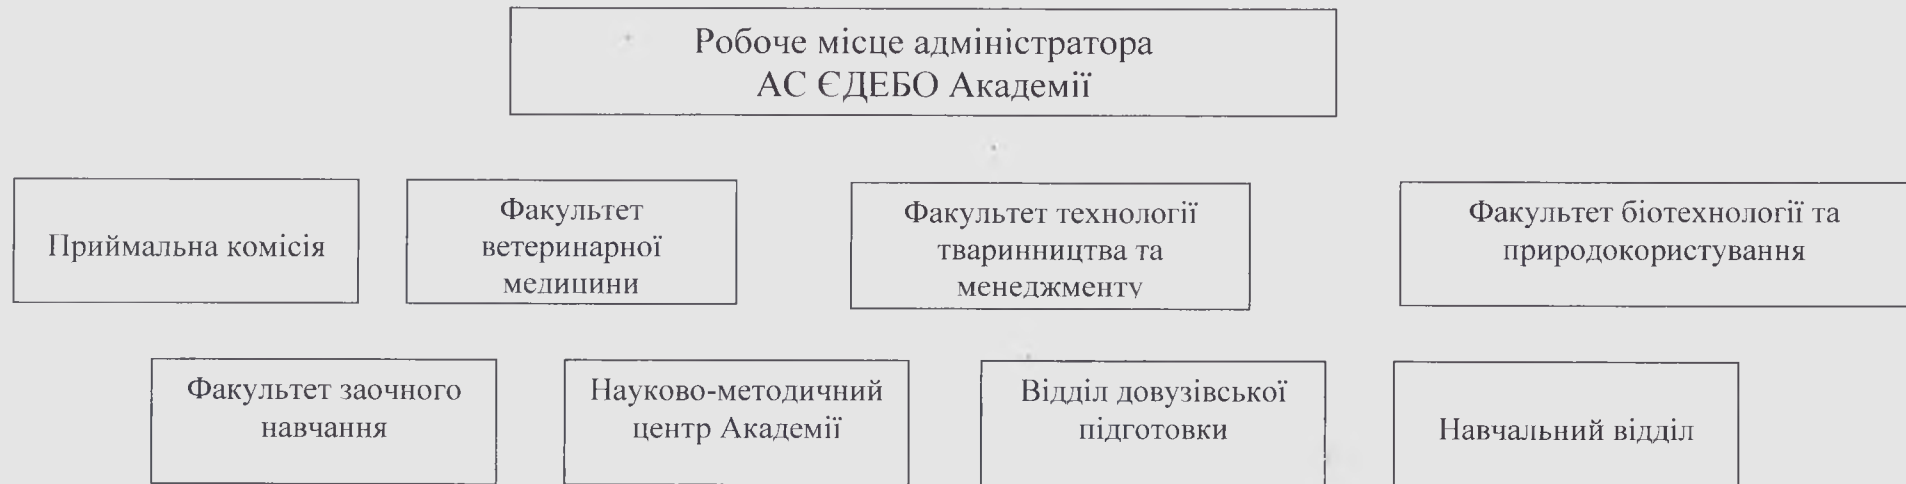 Робоче місце адміністратора
АС ЄДЕБО Академії
Приймальна комісія
Факультет
ветеринарної
медицини
Факультет технології
тваринництва та
менеджменту
Факультет біотехнології та
природокористування
Факультет заочного
навчання
Науково-методичний
центр Академії
Відділ довузівської
підготовки
Навчальний відділ